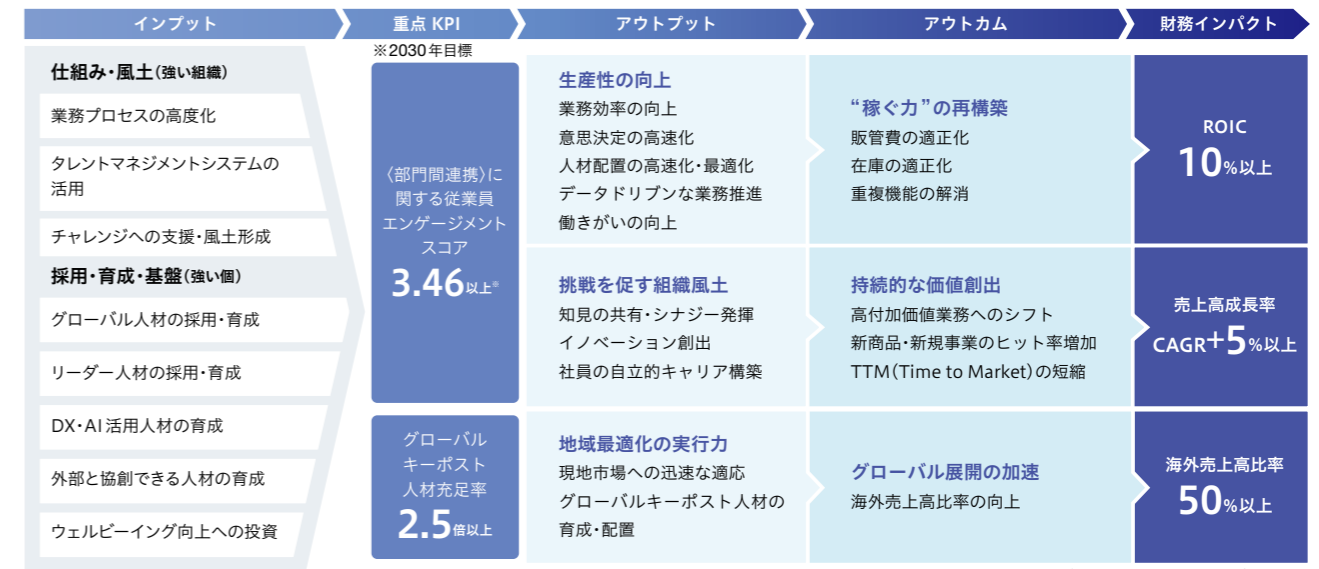 インプット
重点 KPI
アウトプット
アウトカム
財務インパクト
仕組み・風土(強い組織)
業務プロセスの高度化
タレントマネジメントシステムの
活用
チャレンジへの支援・風土形成
採用・育成・基盤(強い個)
グローバル人材の採用・育成
リーダー人材の採用・育成
DX・AI 活用人材の育成
外部と協創できる人材の育成
ウェルビーイング向上への投資
※2030年目標
〈部門間連携〉に
関する従業員
エンゲージメント
スコア
3.46以上※
グローバル
キーポスト
人材充足率
2.5倍以上
生産性の向上
業務効率の向上
意思決定の高速化
人材配置の高速化・最適化
データドリブンな業務推進
働きがいの向上
挑戦を促す組織風土
知見の共有・シナジー発揮
イノベーション創出
社員の自立的キャリア構築
地域最適化の実行力
現地市場への迅速な適応
グローバルキーポスト人材の
育成・配置
“稼ぐ力”の再構築
販管費の適正化
在庫の適正化
重複機能の解消
持続的な価値創出
高付加価値業務へのシフト
新商品・新規事業のヒット率増加
TTM(Time to Market)の短縮
グローバル展開の加速
海外売上高比率の向上
ROIC
10%以上
売上高成長率
CAGR+5%以上
海外売上高比率
50%以上